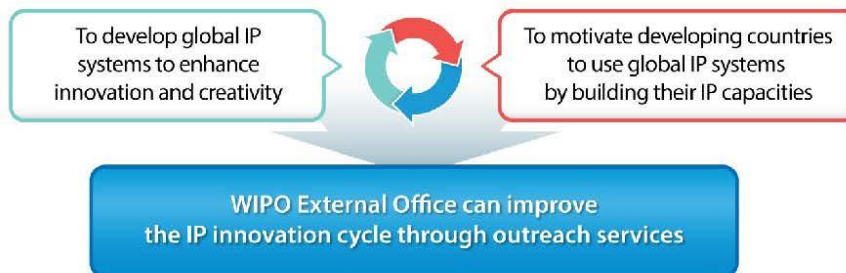 To develop global IP
systems to enhance
innovation and creativity
To motivate developing countries
to use global IP systems
by building their IP capacities
WIPO External Office can improve
the IP innovation cycle through outreach services